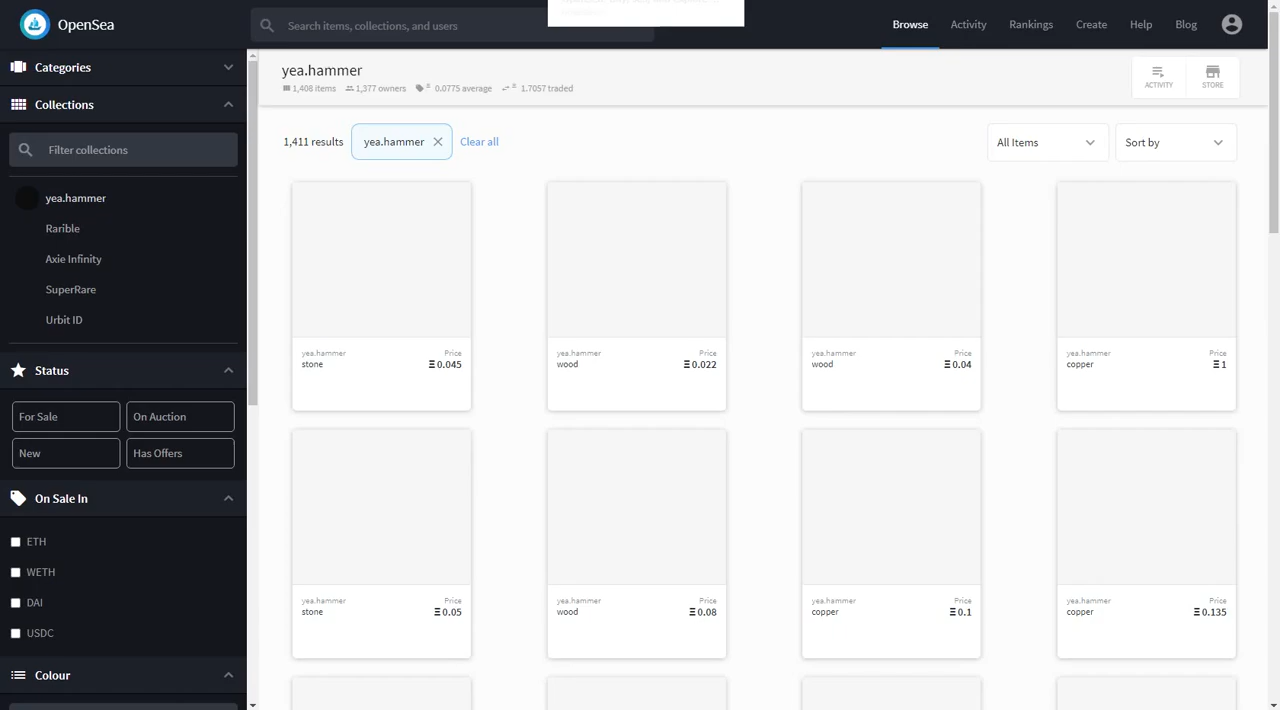 OpenSea
Search items, collections, and users
Browse
Activity
Rankings
Create
Help
Blog
Categories
Collections
Filter collections
yea.hammer
Rarible
Axie Infinity
SuperRare
Urbit ID
Status
For Sale
On Auction
New
Has Offers
On Sale In
ETH
WETH
DAI
USDC
Colour
yea.hammer
1,408 items 1,377 owners 0.0775 average 1.7057 traded
ACTIVITY
STORE
1,411 results
yea.hammer
Clear all
All Items
Sort by
yea.hammer Price
stone Ξ 0.045
yea.hammer Price
wood Ξ 0.022
yea.hammer Price
wood Ξ 0.04
yea.hammer Price
copper Ξ 1
yea.hammer Price
stone Ξ 0.05
yea.hammer Price
wood Ξ 0.08
yea.hammer Price
copper Ξ 0.1
yea.hammer Price
copper Ξ 0.135